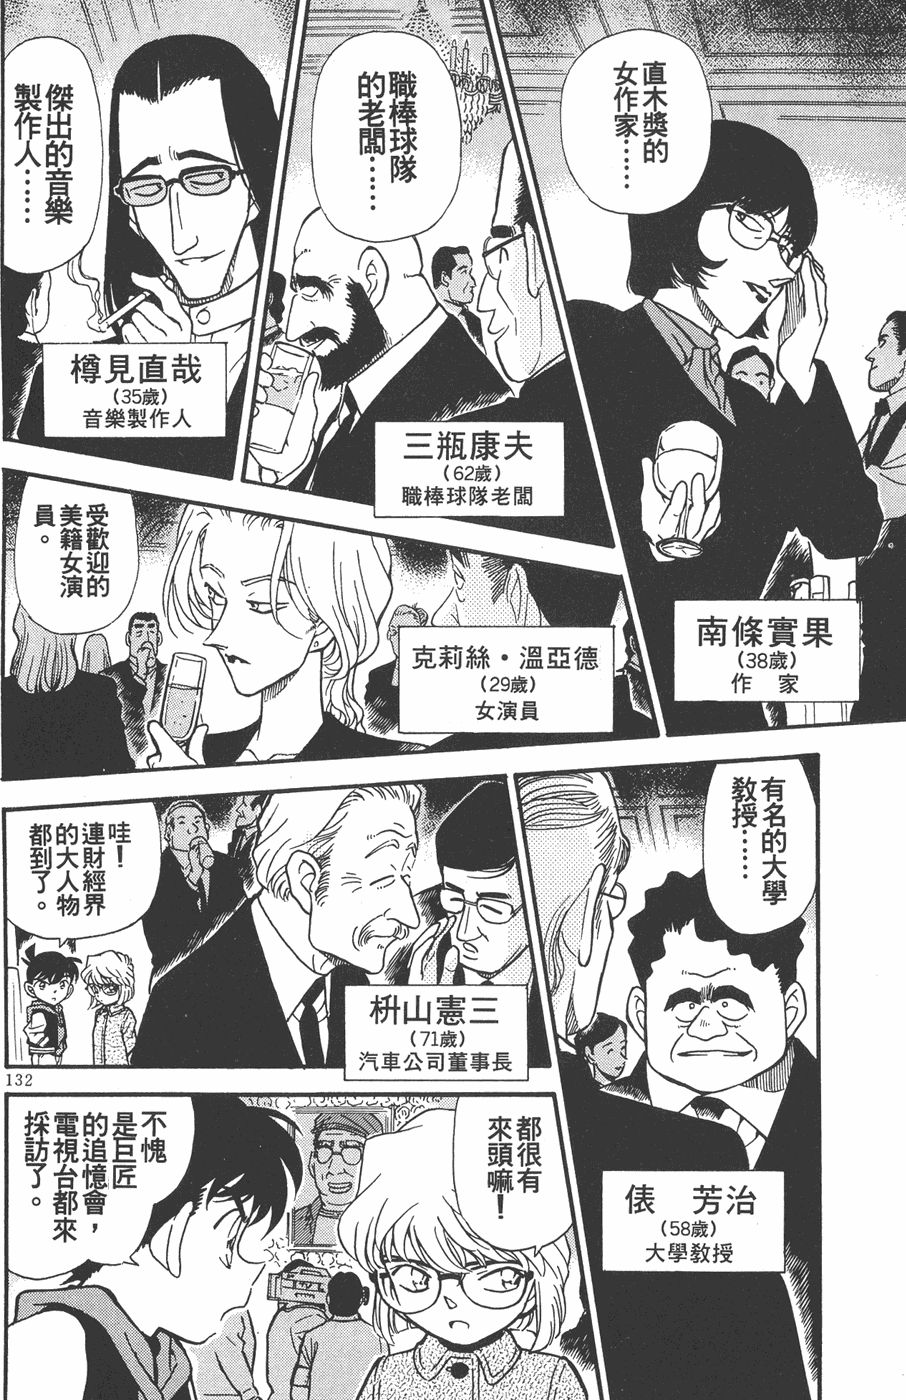 直木獎的
女作家……
南條實果
(38歲)
作 家
職棒球隊
的老闆……
三瓶康夫
(62歲)
職棒球隊老闆
傑出的音樂
製作人……
樽見直哉
(35歲)
音樂製作人
受歡迎的
美籍女演
員。
克莉絲·溫亞德
(29歲)
女演員
有名的大學
敎授……
俵 芳治
(58歲)
大學敎授
哇！
連財經界
的大人物
都到了。
枡山憲三
(71歲)
汽車公司董事長
132
都很有
來頭嘛！
不愧
是巨匠
的追憶會，
電視台都來
採訪了。